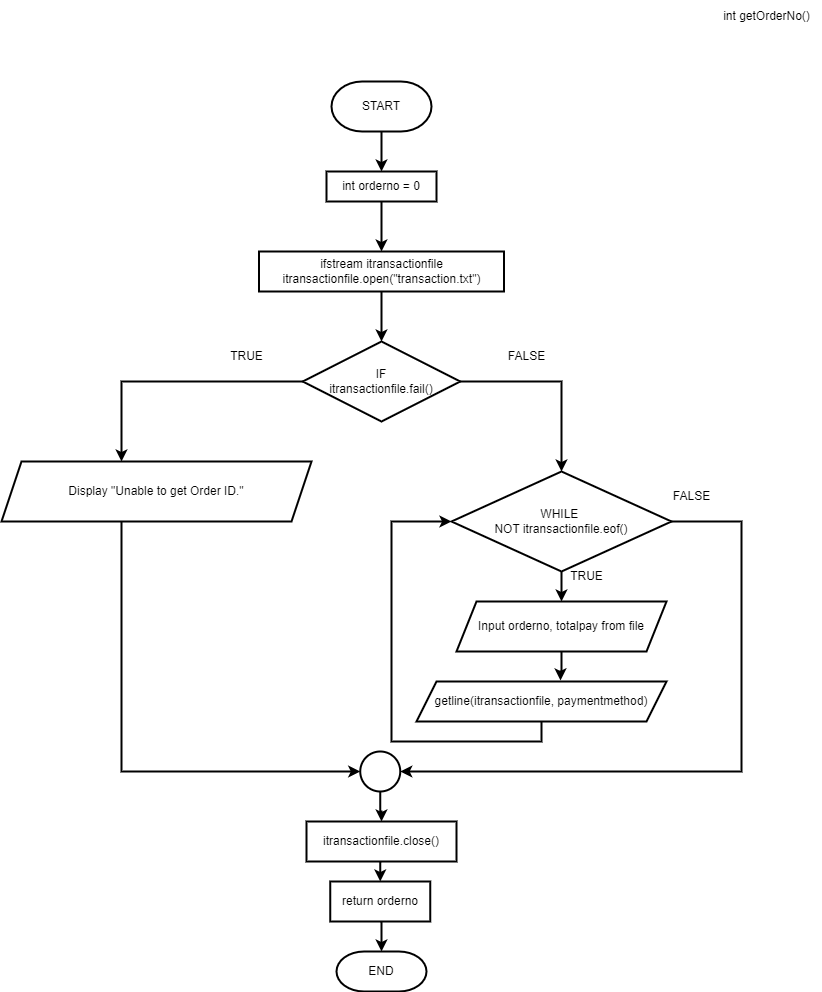 int getOrderNo()
START
int orderno = 0
ifstream itransactionfile
itransactionfile.open("transaction.txt")
TRUE
FALSE
IF
itransactionfile.fail()
Display "Unable to get Order ID."
FALSE
WHILE
NOT itransactionfile.eof()
TRUE
Input orderno, totalpay from file
getline(itransactionfile, paymentmethod)
itransactionfile.close()
return orderno
END